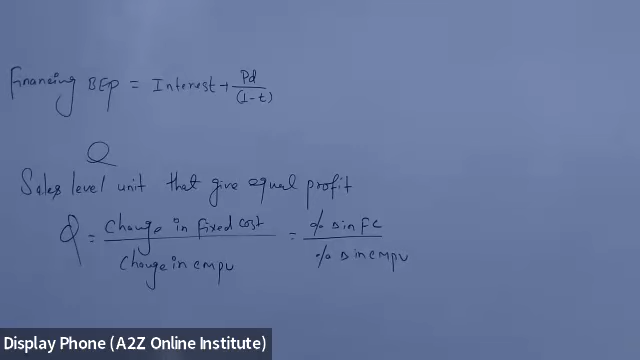 Financing BEP = Interest + Pd/(1-t)
Q
Sales level unit that give equal profit
Q = Change in fixed cost/Change in cmpu = % Δ in FC/% Δ in cmpu
Display Phone (A2Z Online Institute)